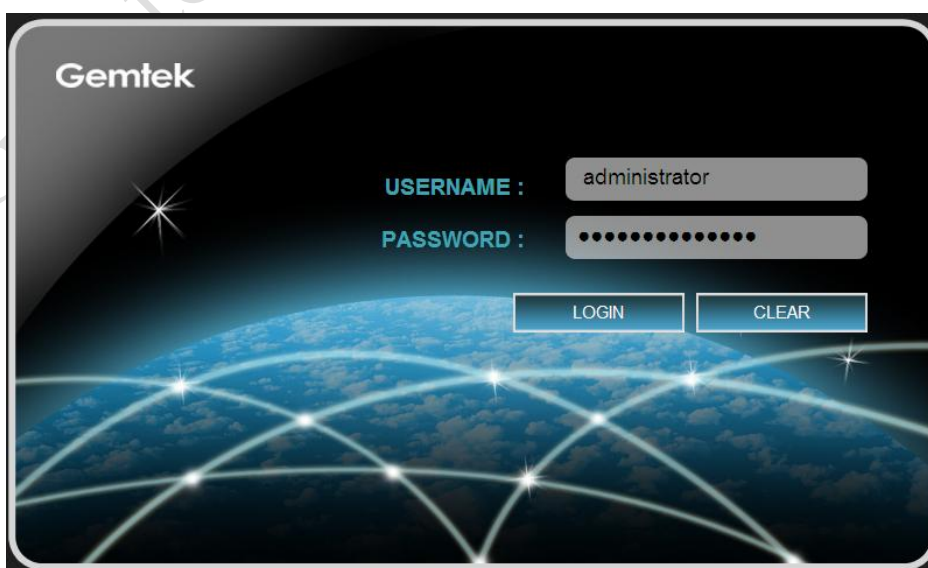 Gemtek
USERNAME : administrator
PASSWORD : ••••••••••••••
LOGIN CLEAR